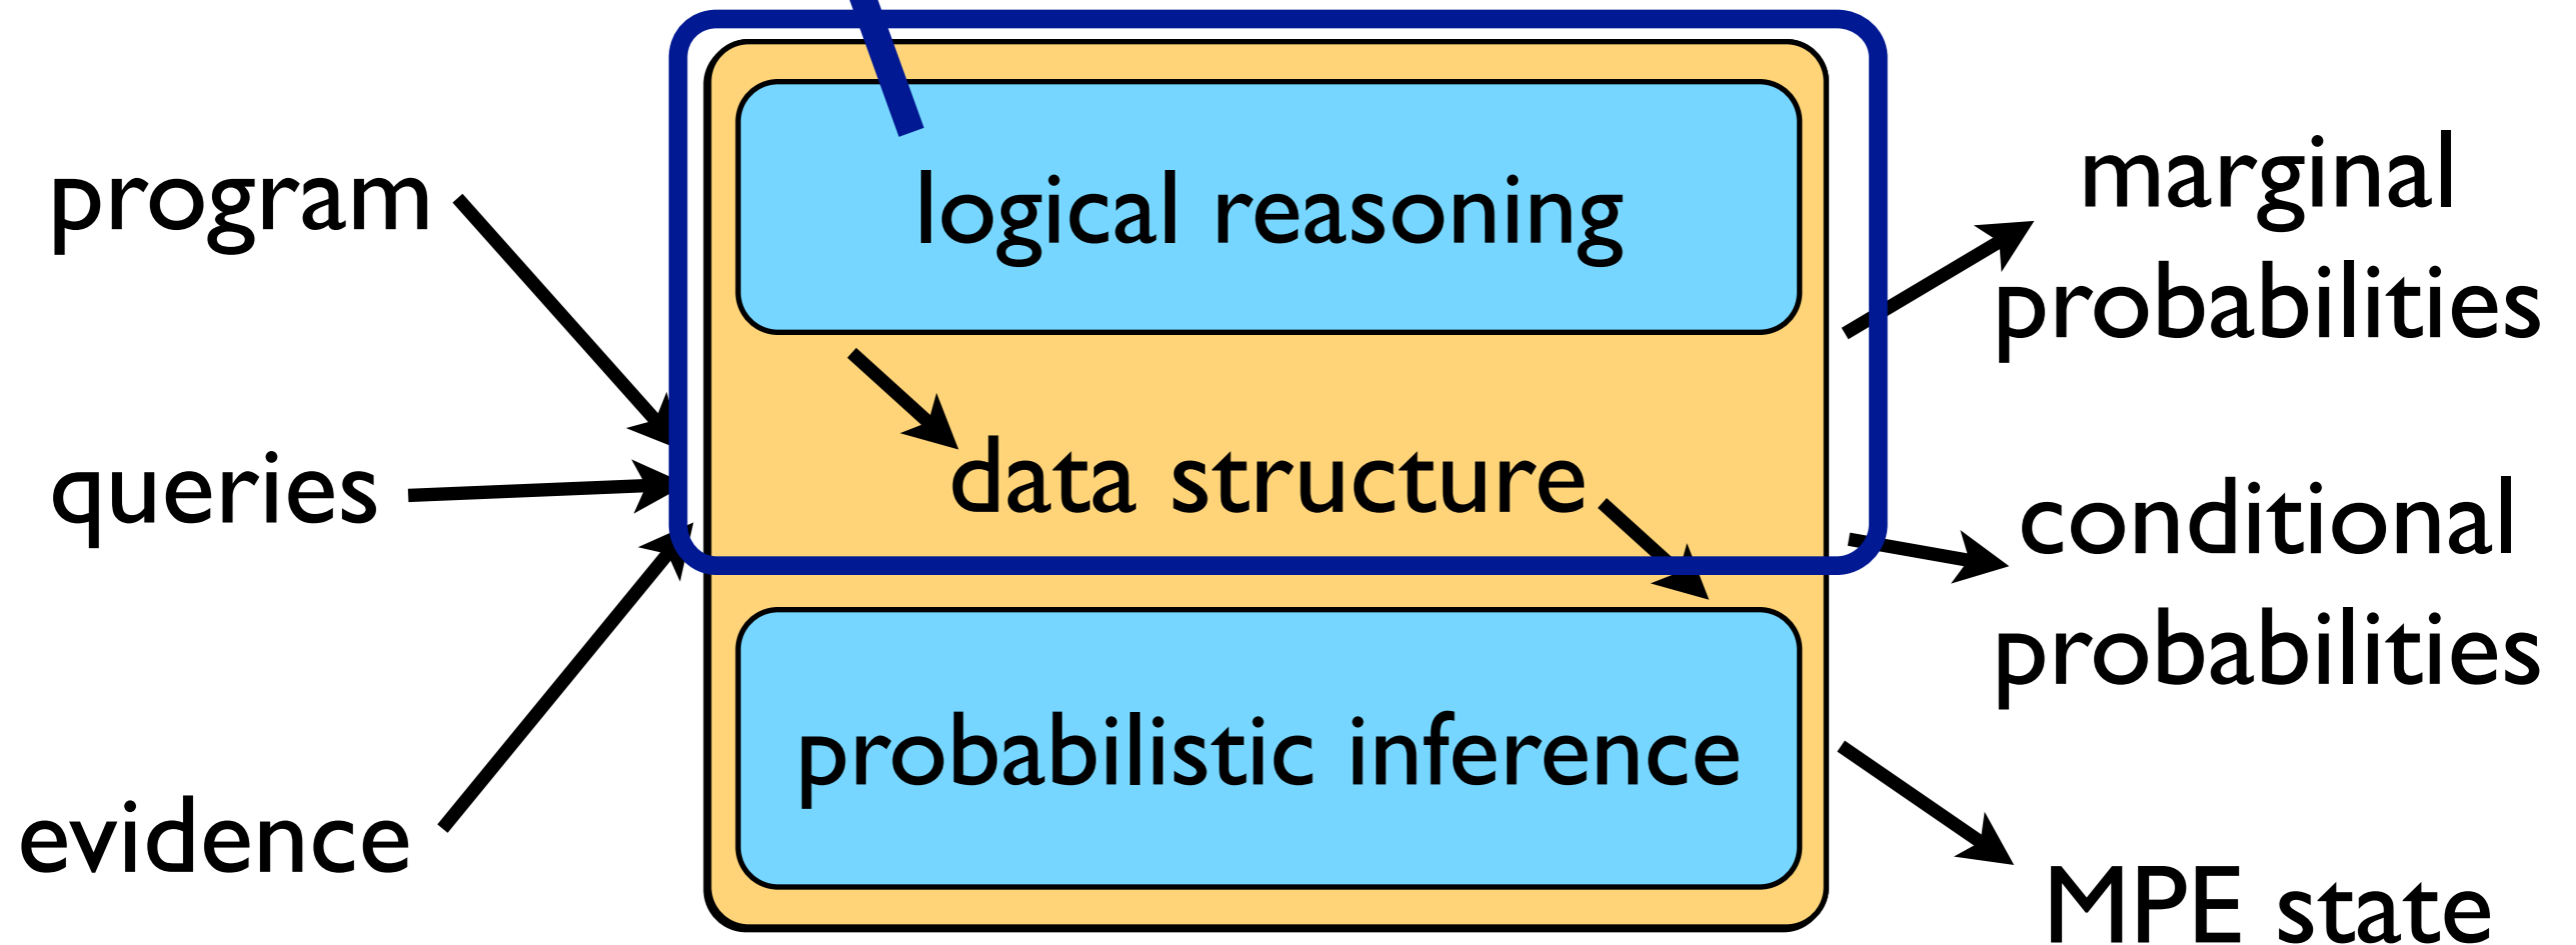 program
queries
evidence
logical reasoning
data structure
probabilistic inference
marginal
probabilities
conditional
probabilities
MPE state